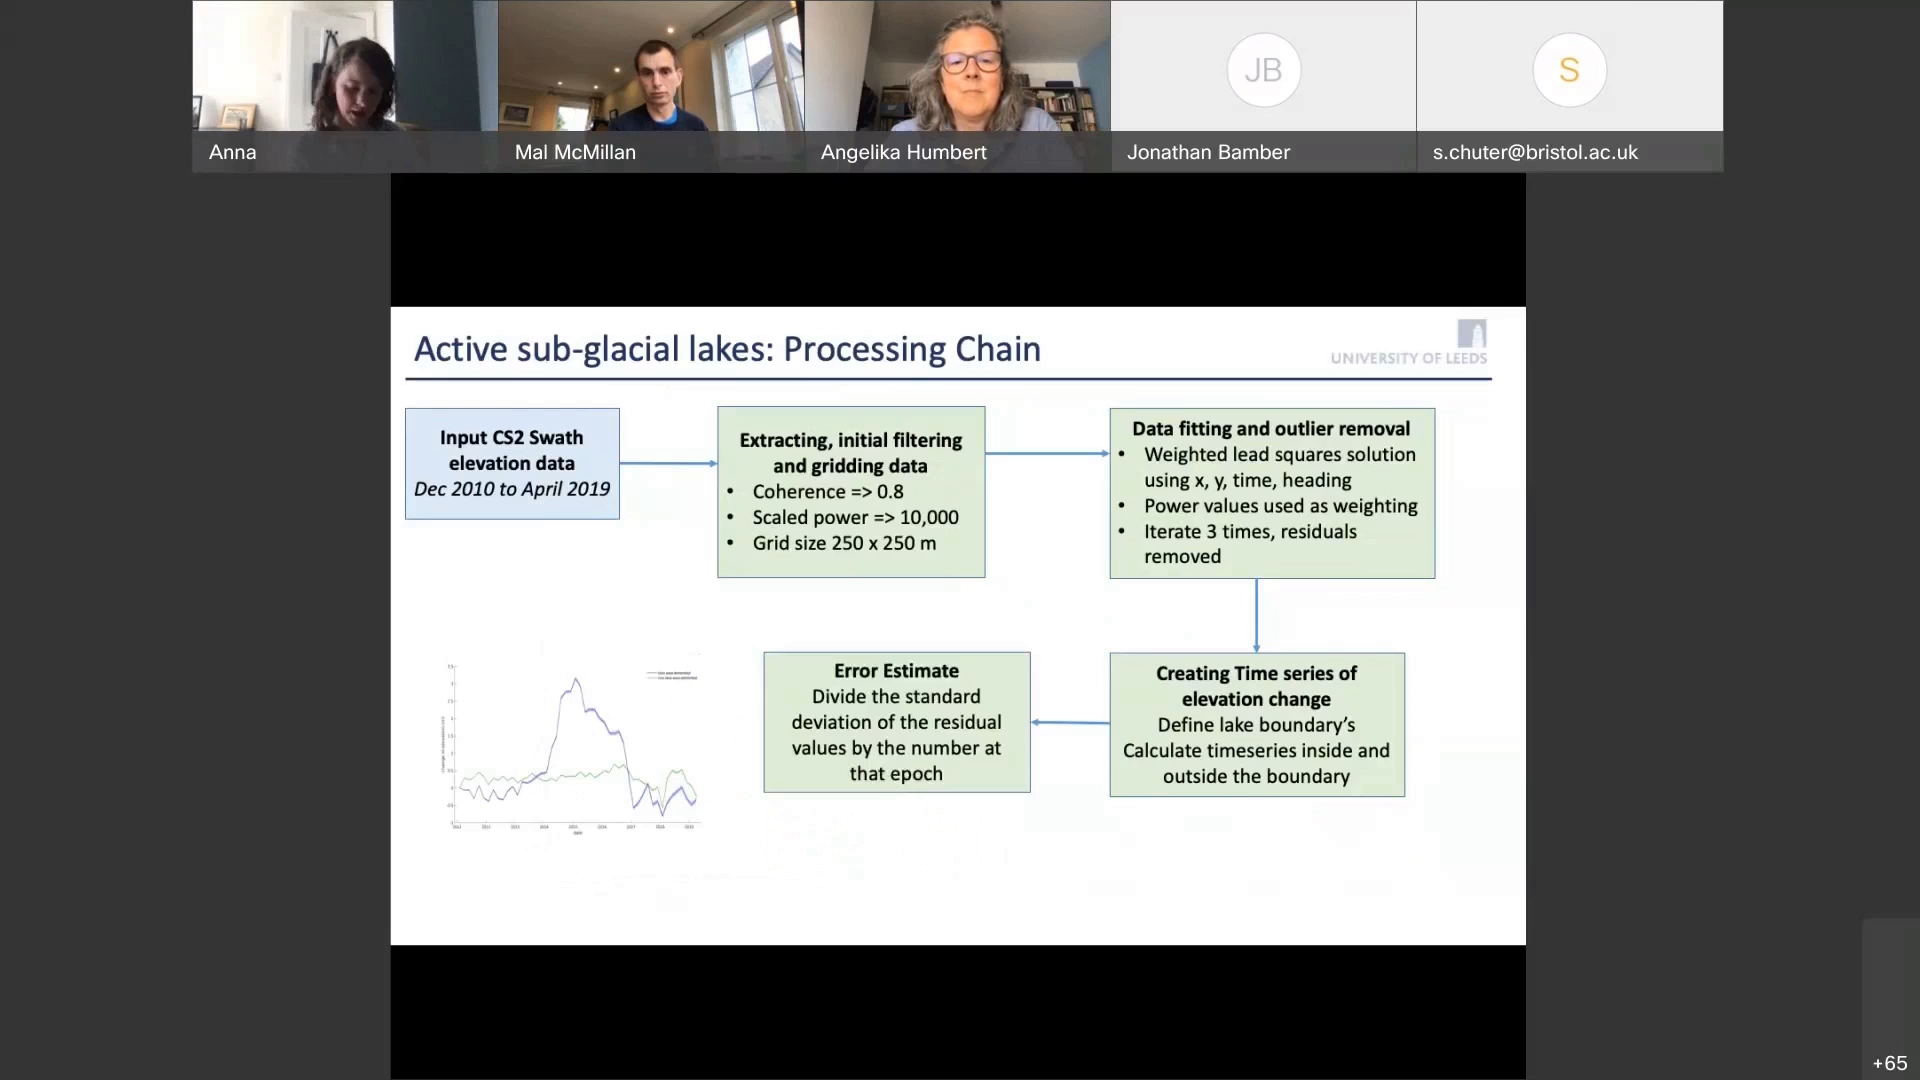 Anna
Mal McMillan
Angelika Humbert
JB
Jonathan Bamber
S
s.chuter@bristol.ac.uk
Active sub-glacial lakes: Processing Chain
UNIVERSITY OF LEEDS
Input CS2 Swath
elevation data
Dec 2010 to April 2019
Extracting, initial filtering
and gridding data
• Coherence => 0.8
• Scaled power => 10,000
• Grid size 250 x 250 m
Data fitting and outlier removal
• Weighted lead squares solution
using x, y, time, heading
• Power values used as weighting
• Iterate 3 times, residuals
removed
Creating Time series of
elevation change
Define lake boundary's
Calculate timeseries inside and
outside the boundary
Error Estimate
Divide the standard
deviation of the residual
values by the number at
that epoch
+65